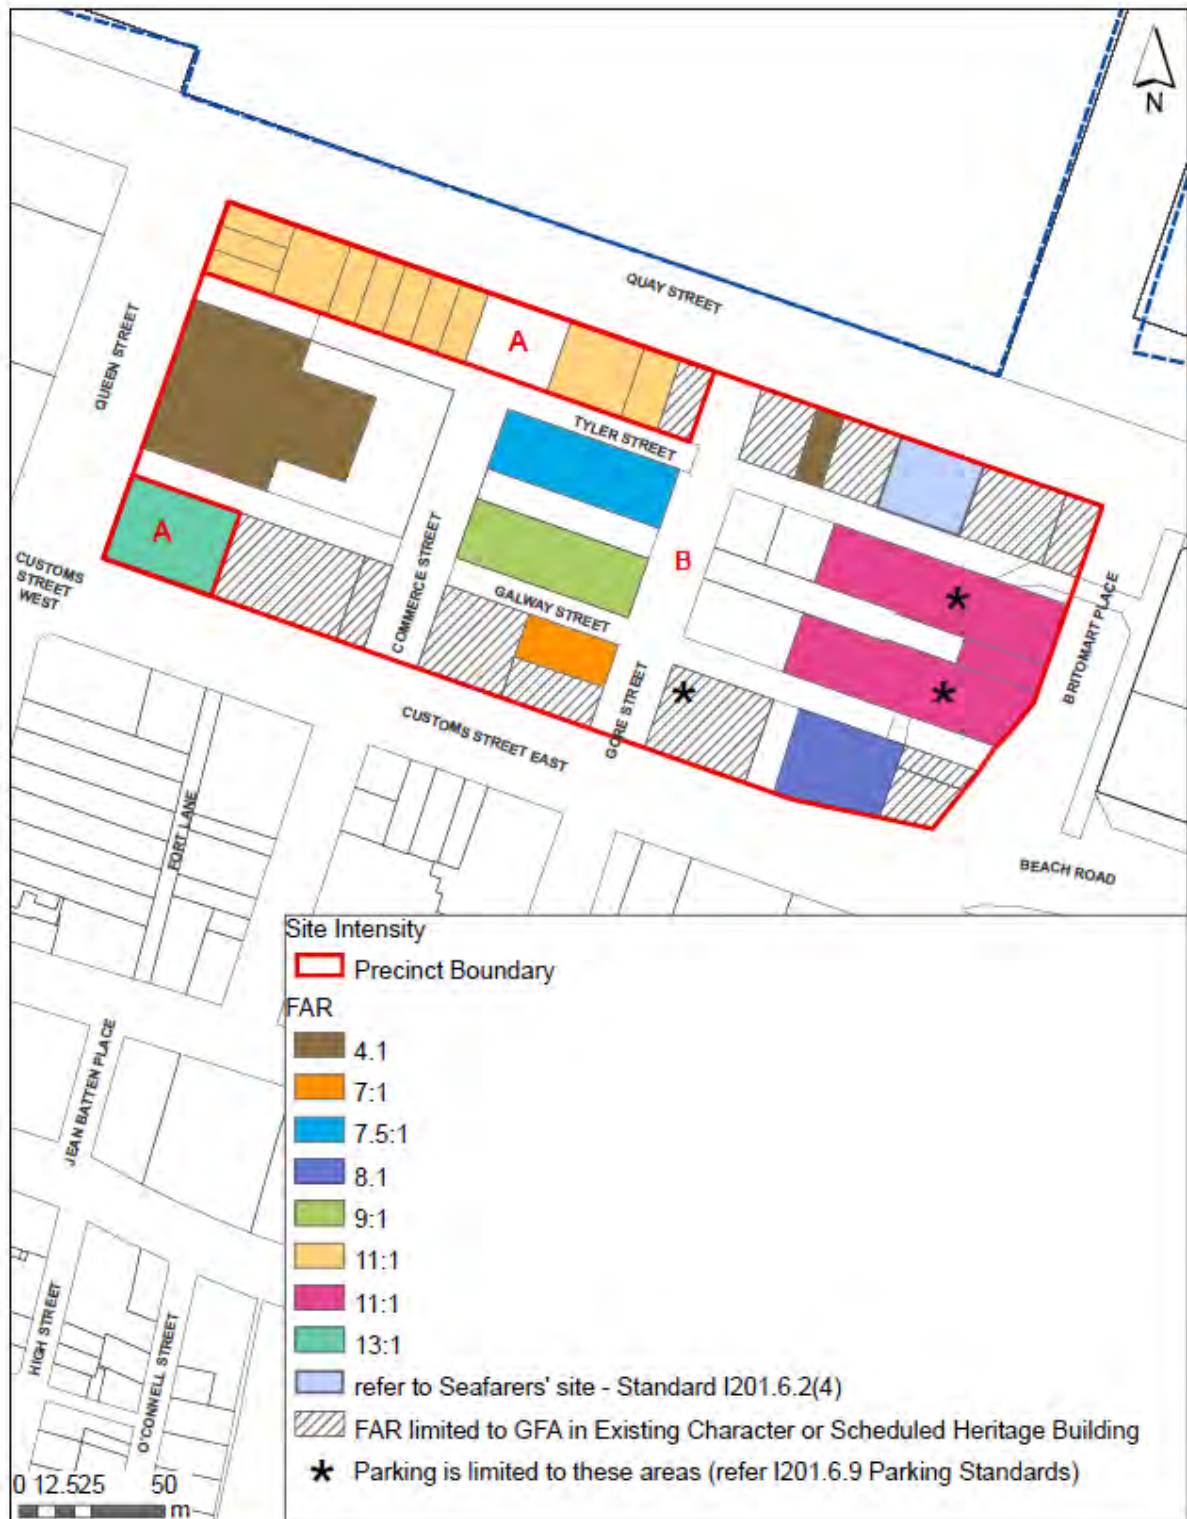 N
QUAY STREET
QUEEN STREET
A
TYLER STREET
A
B
COMMERCE STREET
CUSTOMS
STREET
WEST
GALWAY STREET
BRITOMART PLACE
GORE STREET
CUSTOMS STREET EAST
FORT LANE
BEACH ROAD
JEAN BATTEN PLACE
HIGH STREET
O'CONNELL STREET
Site Intensity
Precinct Boundary
FAR
4.1
7:1
7.5:1
8.1
9:1
11:1
11:1
13:1
refer to Seafarers' site - Standard I201.6.2(4)
FAR limited to GFA in Existing Character or Scheduled Heritage Building
* Parking is limited to these areas (refer I201.6.9 Parking Standards)
0 12.525 50
m